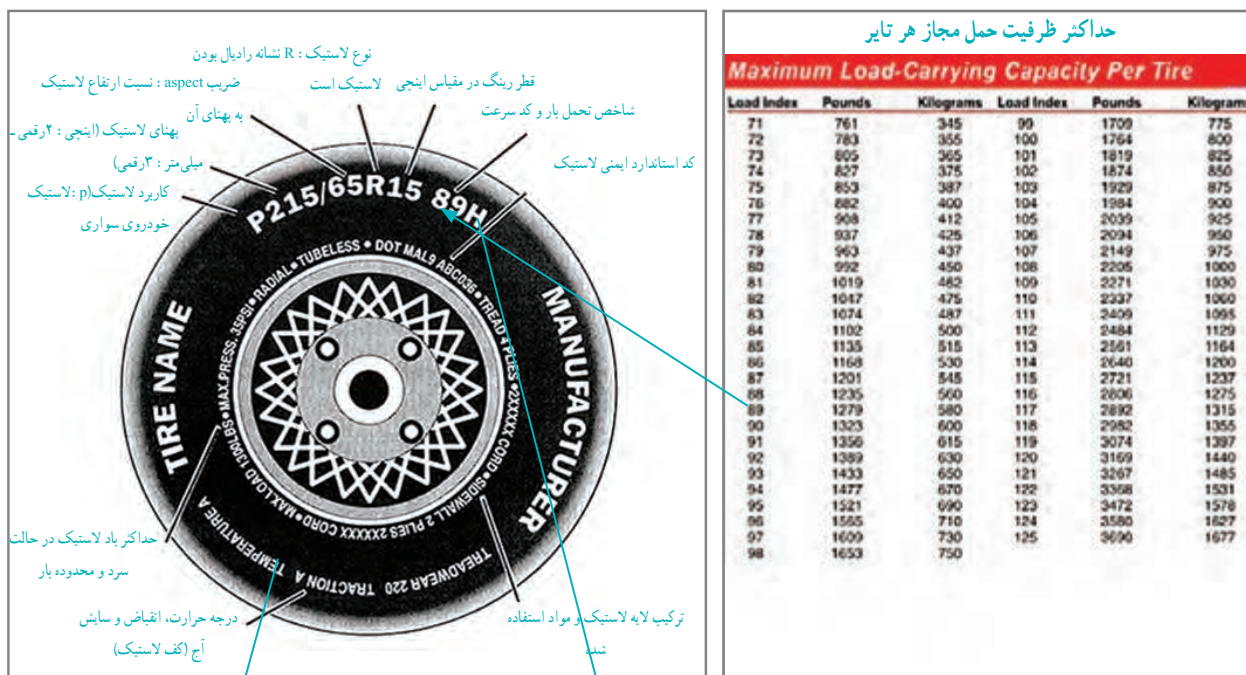 نوع لاستیک : R نشانه رادیال بودن
لاستیک است
قطر رینگ در مقیاس اینچی
ضریب aspect : نسبت ارتفاع لاستیک
به پهنای آن
شاخص تحمل بار و کد سرعت
پهنای لاستیک (اینچی : ۲رقمی ـ
میلی‌متر : ۳رقمی)
کد استاندارد ایمنی لاستیک
کاربرد لاستیک(p :لاستیک
خودروی سواری
P215/65R15 89H
TIRE NAME
MANUFACTURER
MAX.LOAD 1300LBS • MAX.PRESS. 35PSI • RADIAL • TUBELESS • DOT MAL9 ABC036 • TREAD 4 PLIES • 2XXXXX CORD • SIDEWALL 2 PLIES 2XXXXX CORD •
TREADWEAR 220 TRACTION A TEMPERATURE A
حداکثر باد لاستیک در حالت
سرد و محدوده بار
درجه حرارت، انقباض و سایش
آج (کف لاستیک)
ترکیب لایه لاستیک و مواد استفاده
شده
حداکثر ظرفیت حمل مجاز هر تایر
Maximum Load-Carrying Capacity Per Tire
Load Index Pounds Kilograms Load Index Pounds Kilogram
71 761 345 99 1709 775
72 783 355 100 1764 800
73 805 365 101 1819 825
74 827 375 102 1874 850
75 853 387 103 1929 875
76 882 400 104 1984 900
77 908 412 105 2039 925
78 937 425 106 2094 950
79 963 437 107 2149 975
80 992 450 108 2205 1000
81 1019 462 109 2271 1030
82 1047 475 110 2337 1060
83 1074 487 111 2409 1095
84 1102 500 112 2484 1129
85 1135 515 113 2561 1164
86 1168 530 114 2640 1200
87 1201 545 115 2721 1237
88 1235 560 116 2806 1275
89 1279 580 117 2892 1315
90 1323 600 118 2982 1355
91 1356 615 119 3074 1397
92 1389 630 120 3169 1440
93 1433 650 121 3267 1485
94 1477 670 122 3368 1531
95 1521 690 123 3472 1578
96 1565 710 124 3580 1627
97 1609 730 125 3690 1677
98 1653 750